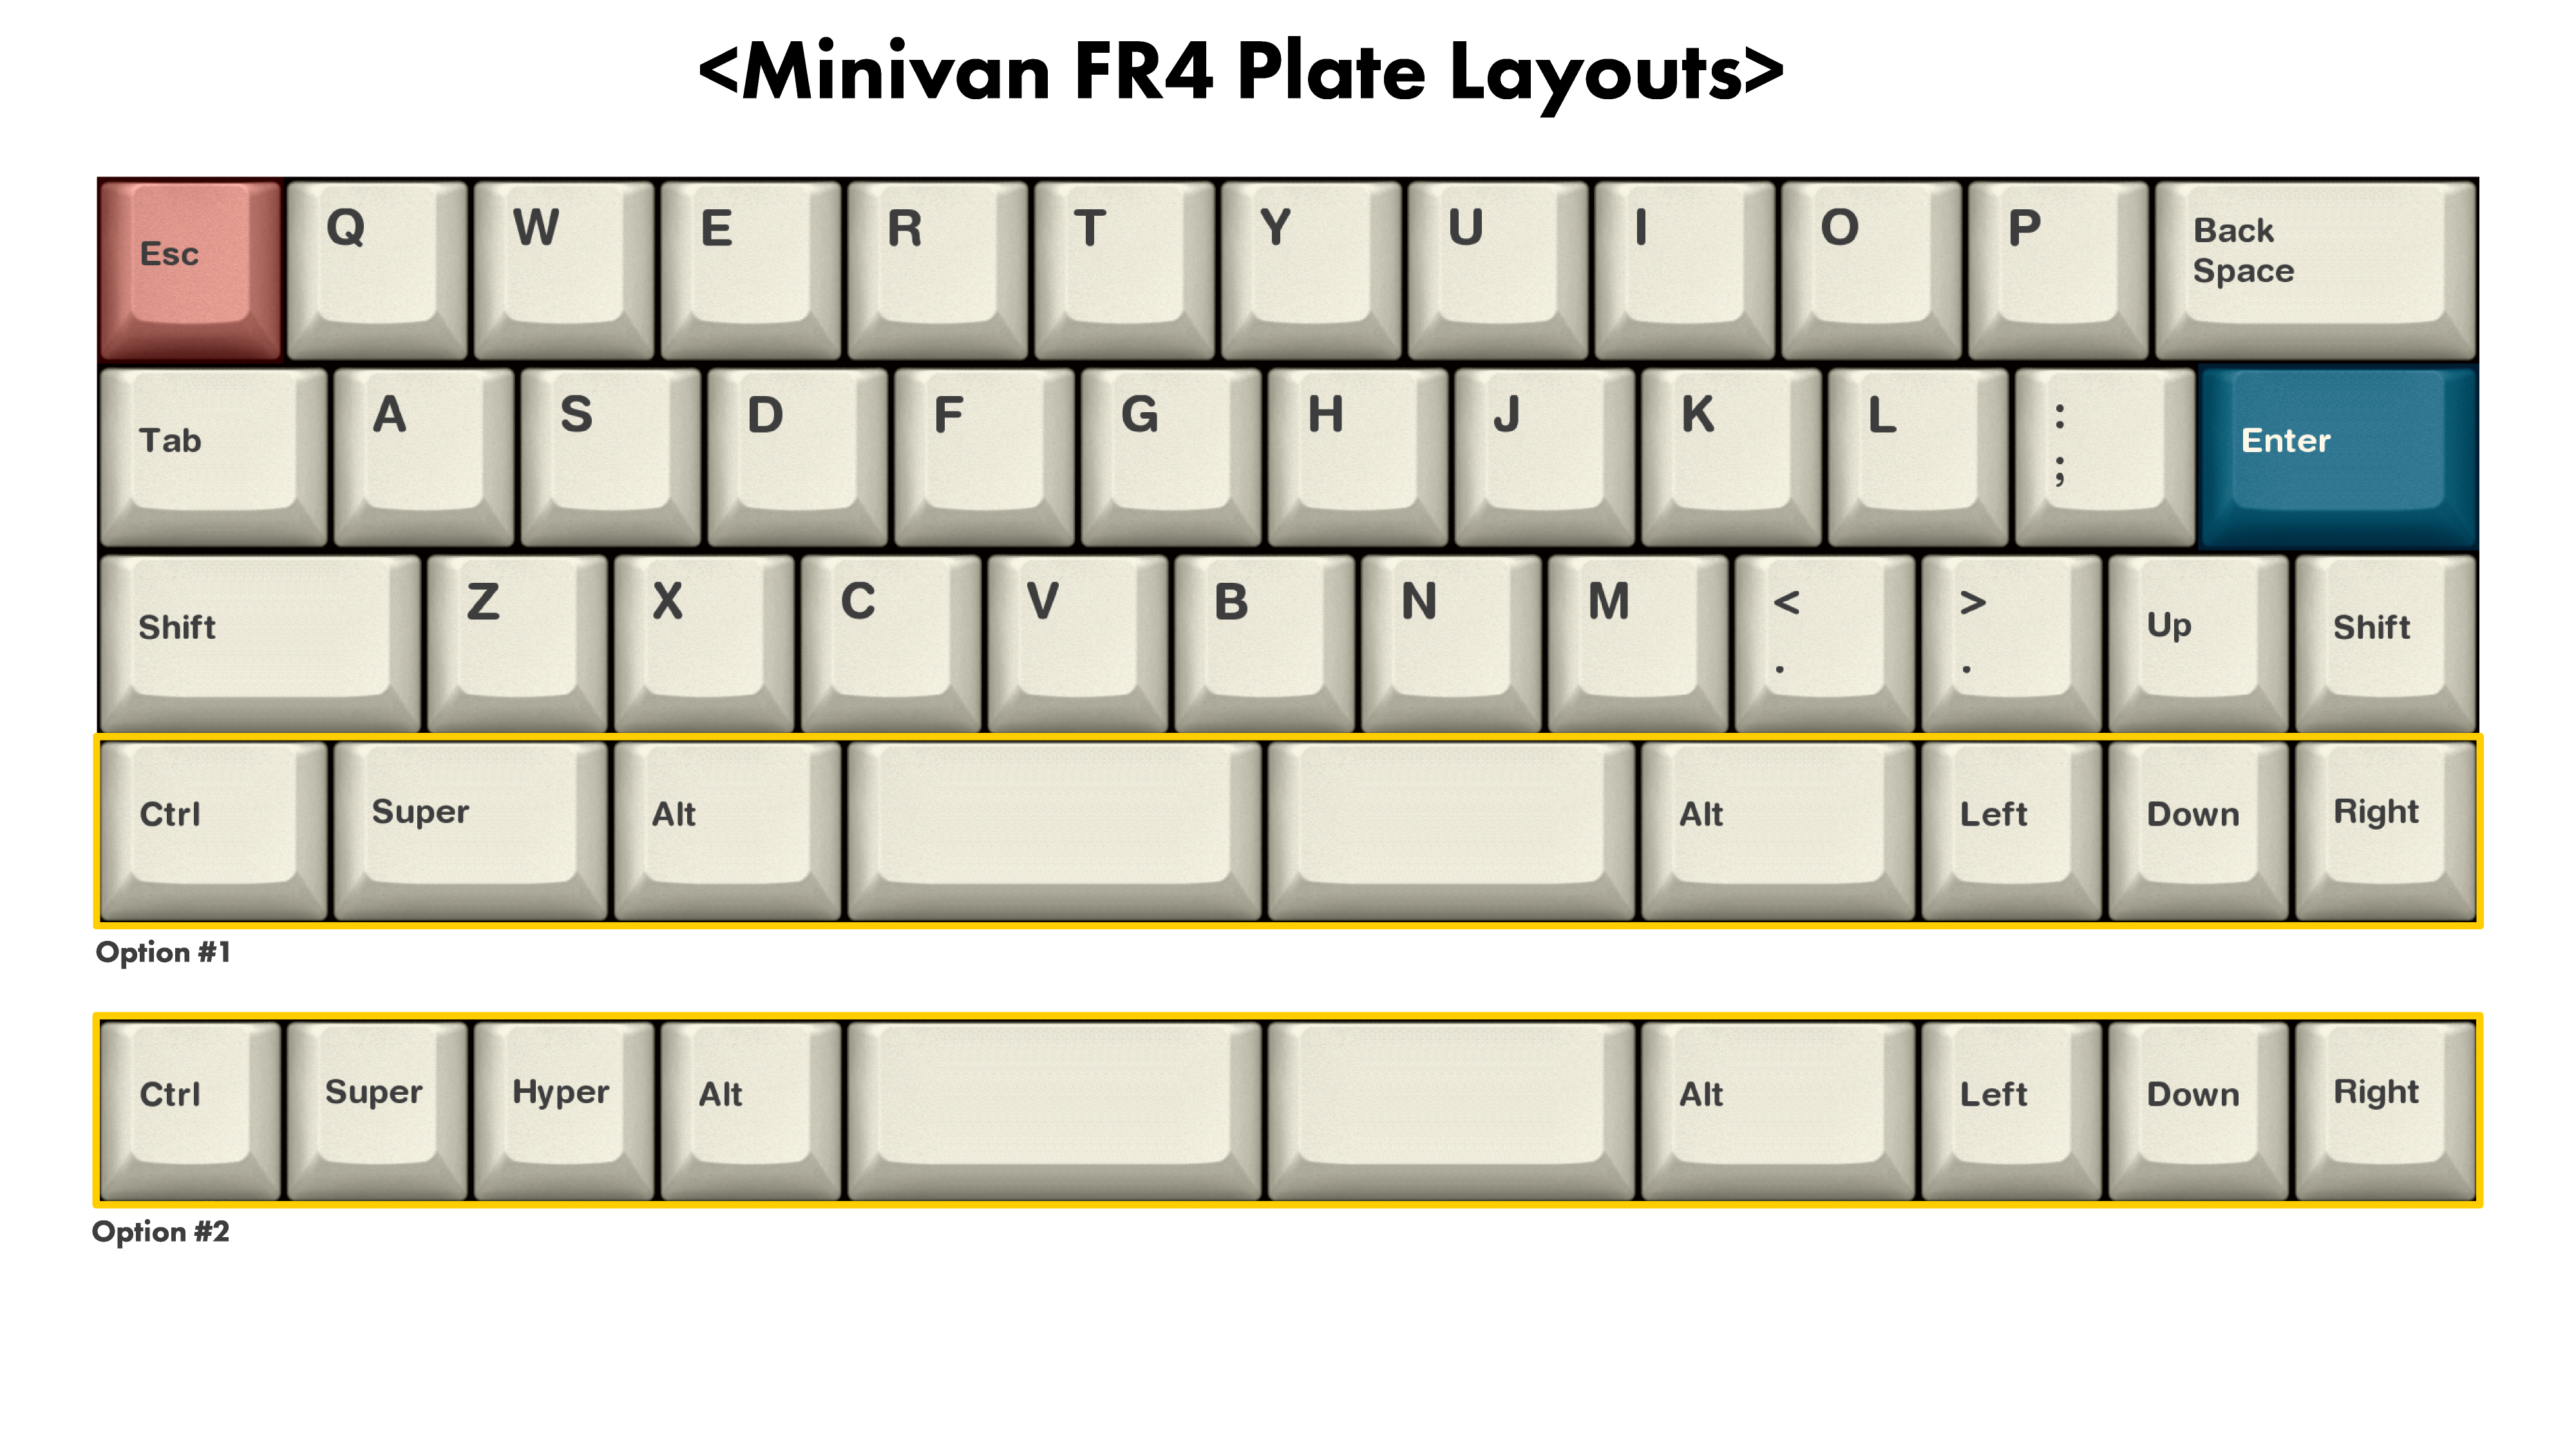 <Minivan FR4 Plate Layouts>
Esc Q W E R T Y U I O P Back
Space
Tab A S D F G H J K L :
; Enter
Shift Z X C V B N M <
. >
. Up Shift
Ctrl Super Alt Alt Left Down Right
Option #1
Ctrl Super Hyper Alt Alt Left Down Right
Option #2